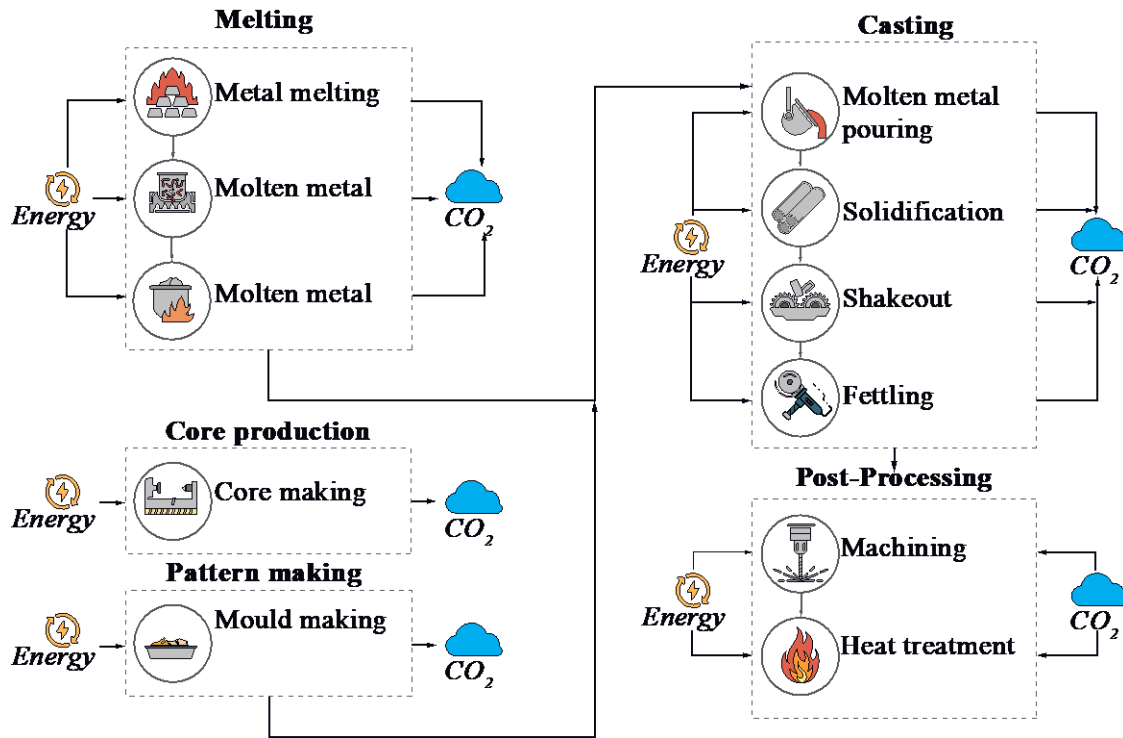 Melting
Metal melting
Molten metal
Molten metal
Energy
CO₂
Core production
Core making
Energy
CO₂
Pattern making
Mould making
Energy
CO₂
Casting
Molten metal
pouring
Solidification
Shakeout
Fettling
Energy
CO₂
Post-Processing
Machining
Heat treatment
Energy
CO₂